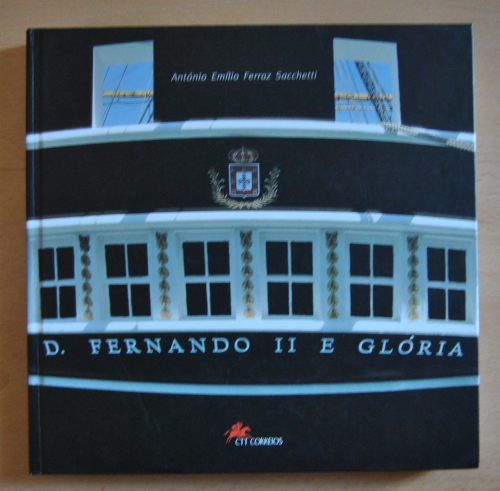 António Emílio Ferraz Sacchetti
D. FERNANDO II E GLÓRIA
CTT CORREIOS